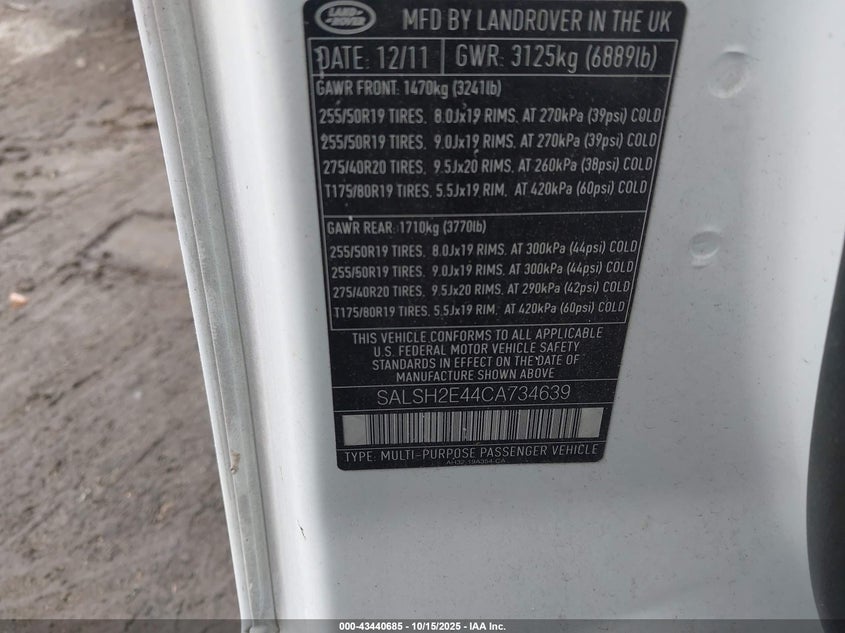 LAND ROVER
MFD BY LANDROVER IN THE UK
DATE: 12/11 GWR: 3125kg (6889lb)
GAWR FRONT: 1470kg (3241lb)
255/50R19 TIRES. 8.0Jx19 RIMS. AT 270kPa (39psi) COLD
255/50R19 TIRES. 9.0Jx19 RIMS. AT 270kPa (39psi) COLD
275/40R20 TIRES. 9.5Jx20 RIMS. AT 260kPa (38psi) COLD
T175/80R19 TIRES. 5.5Jx19 RIM. AT 420kPa (60psi) COLD
GAWR REAR: 1710kg (3770lb)
255/50R19 TIRES. 8.0Jx19 RIMS. AT 300kPa (44psi) COLD
255/50R19 TIRES. 9.0Jx19 RIMS. AT 300kPa (44psi) COLD
275/40R20 TIRES. 9.5Jx20 RIMS. AT 290kPa (42psi) COLD
T175/80R19 TIRES. 5.5Jx19 RIM. AT 420kPa (60psi) COLD
THIS VEHICLE CONFORMS TO ALL APPLICABLE
U.S. FEDERAL MOTOR VEHICLE SAFETY
STANDARDS IN EFFECT ON THE DATE OF
MANUFACTURE SHOWN ABOVE
SALSH2E44CA734639
TYPE: MULTI-PURPOSE PASSENGER VEHICLE
AH32.19A354-CA
000-43440685 - 10/15/2025 - IAA Inc.